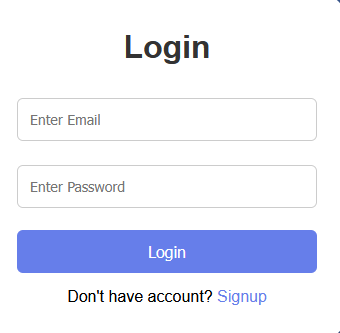 Login
Enter Email
Enter Password
Login
Don't have account? Signup